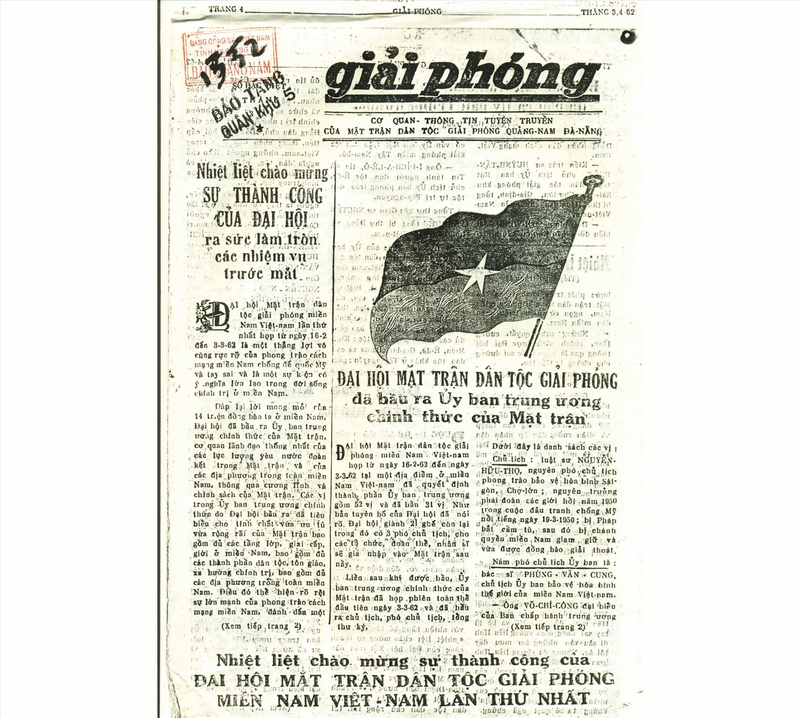 TRANG 4
GIẢI PHÓNG
THÁNG 3,4-62
ĐẢNG CỘNG SẢN VIỆT NAM
1352
BẢO TÀNG
QUÂN KHU 5
SỐ ĐẶC BIỆT
giải phóng
CƠ QUAN THÔNG TIN TUYÊN TRUYỀN
CỦA MẶT TRẬN DÂN TỘC GIẢI PHÓNG QUẢNG-NAM ĐÀ-NẴNG
Nhiệt liệt chào mừng
SỰ THÀNH CÔNG
CỦA ĐẠI HỘI
ra sức làm tròn
các nhiệm vụ
trước mắt
ĐẠI hội Mặt trận dân
tộc giải phóng miền
Nam Việt-nam lần thứ
nhất họp từ ngày 16-2
đến 3-3-62 là một thắng lợi vô
cùng rực rỡ của phong trào cách
mạng miền Nam chống đế quốc Mỹ
và tay sai và là một sự kiện có
ý nghĩa lớn lao trong đời sống
chính trị ở miền Nam.
Đáp lại lòng mong mỏi của
14 triệu đồng bào ta ở miền Nam,
Đại hội đã bầu ra Ủy ban trung
ương chính thức của Mặt trận,
cơ quan lãnh đạo thống nhất của
các lực lượng yêu nước đoàn
kết trong Mặt trận và của
các địa phương trong toàn miền
Nam, thông qua cương lĩnh và
chính sách của Mặt trận. Các vị
trong Ủy ban trung ương chính
thức do Đại hội bầu ra đã tiêu
biểu cho tính chất vừa ưu tú
vừa rộng rãi của Mặt trận bao
gồm đủ các tầng lớp, giai cấp,
giới ở miền Nam, bao gồm đủ
các thành phần dân tộc, tôn giáo,
xu hướng chính trị, bao gồm đủ
các địa phương trong toàn miền
Nam. Điều đó thể hiện rõ rệt
sự lớn mạnh của phong trào cách
mạng miền Nam, đánh dấu một
(Xem tiếp trang 2)
ĐẠI HỘI MẶT TRẬN DÂN TỘC GIẢI PHÓNG
đã bầu ra Ủy ban trung ương
chính thức của Mặt trận
Đại hội Mặt trận dân tộc giải
phóng miền Nam Việt-nam
họp từ ngày 16-2-62 đến ngày
3-3-62 tại một địa điểm ở miền
Nam Việt-nam đã quyết định
thành phần Ủy ban trung ương
gồm 52 vị và đã bầu 31 vị. Như
bản tuyên bố của Đại hội đã nói
rõ. Đại hội giành 21 ghế còn lại
trong đó có 3 phó chủ tịch, cho
các tổ chức, đoàn thể, nhân sĩ
sẽ gia nhập vào Mặt trận sau
này.
Liền sau khi được bầu, Ủy
ban trung ương chính thức của
Mặt trận đã họp phiên toàn thể
đầu tiên ngày 3-3-62 và đã bầu
ra chủ tịch, phó chủ tịch, tổng
thư ký.
Dưới đây là danh sách các vị:
Chủ tịch : luật sư NGUYỄN-
HỮU-THỌ, nguyên phó chủ tịch
phong trào bảo vệ hòa bình Sài-
gòn, Chợ-lớn ; nguyên trưởng
phái đoàn các giới hồi năm 1950
trong cuộc đấu tranh chống Mỹ
nổi tiếng ngày 19-3-1950 ; bị Pháp
bắt cầm tù, sau đó bị chánh
quyền miền Nam giam giữ và
vừa được đồng bào giải thoát.
Năm phó chủ tịch Ủy ban là :
bác sĩ PHÙNG - VĂN - CUNG,
chủ tịch Ủy ban bảo vệ hòa bình
thế giới của miền Nam Việt-nam.
— Ông VÕ-CHÍ-CÔNG đại biểu
của Ban chấp hành trung ương
(Xem tiếp trang 2)
Nhiệt liệt chào mừng sự thành công của
ĐẠI HỘI MẶT TRẬN DÂN TỘC GIẢI PHÓNG
MIỀN NAM VIỆT-NAM LẦN THỨ NHẤT